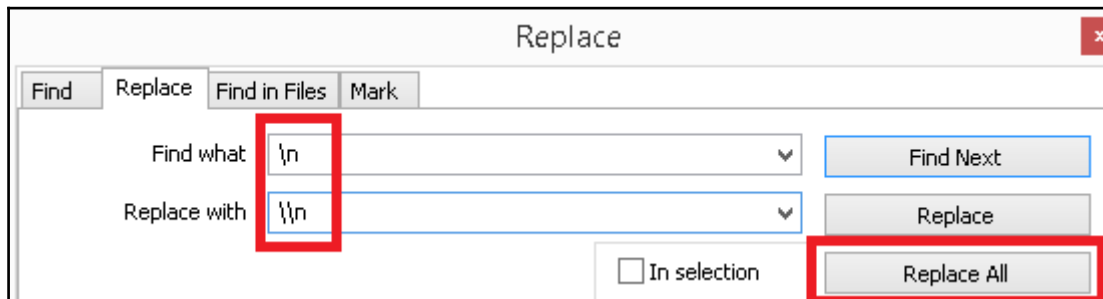 Replace
x
Find Replace Find in Files Mark
Find what \n Find Next
Replace with \\n Replace
In selection Replace All